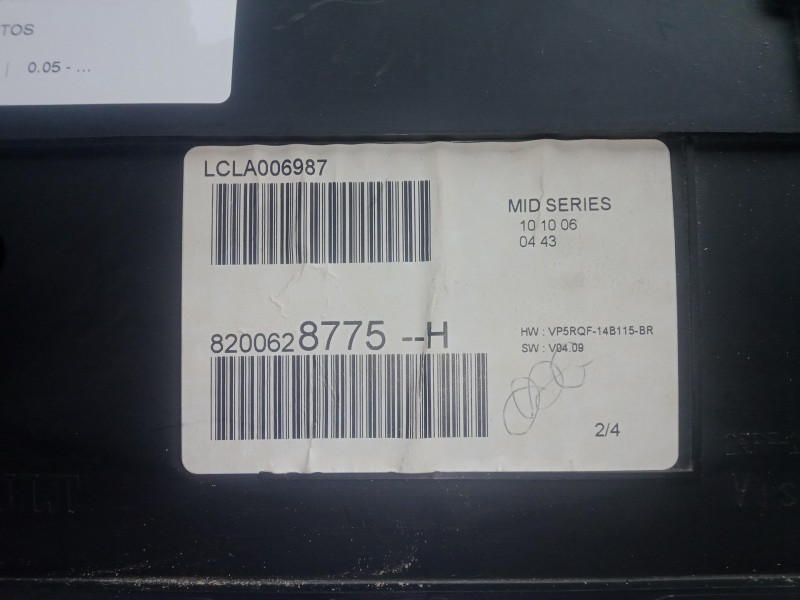 TOS
| 0.05 - ...
LCLA006987
MID SERIES
10 10 06
04 43
8200628775 --H
HW : VP5RQF-14B115-BR
SW : V04.09
2/4